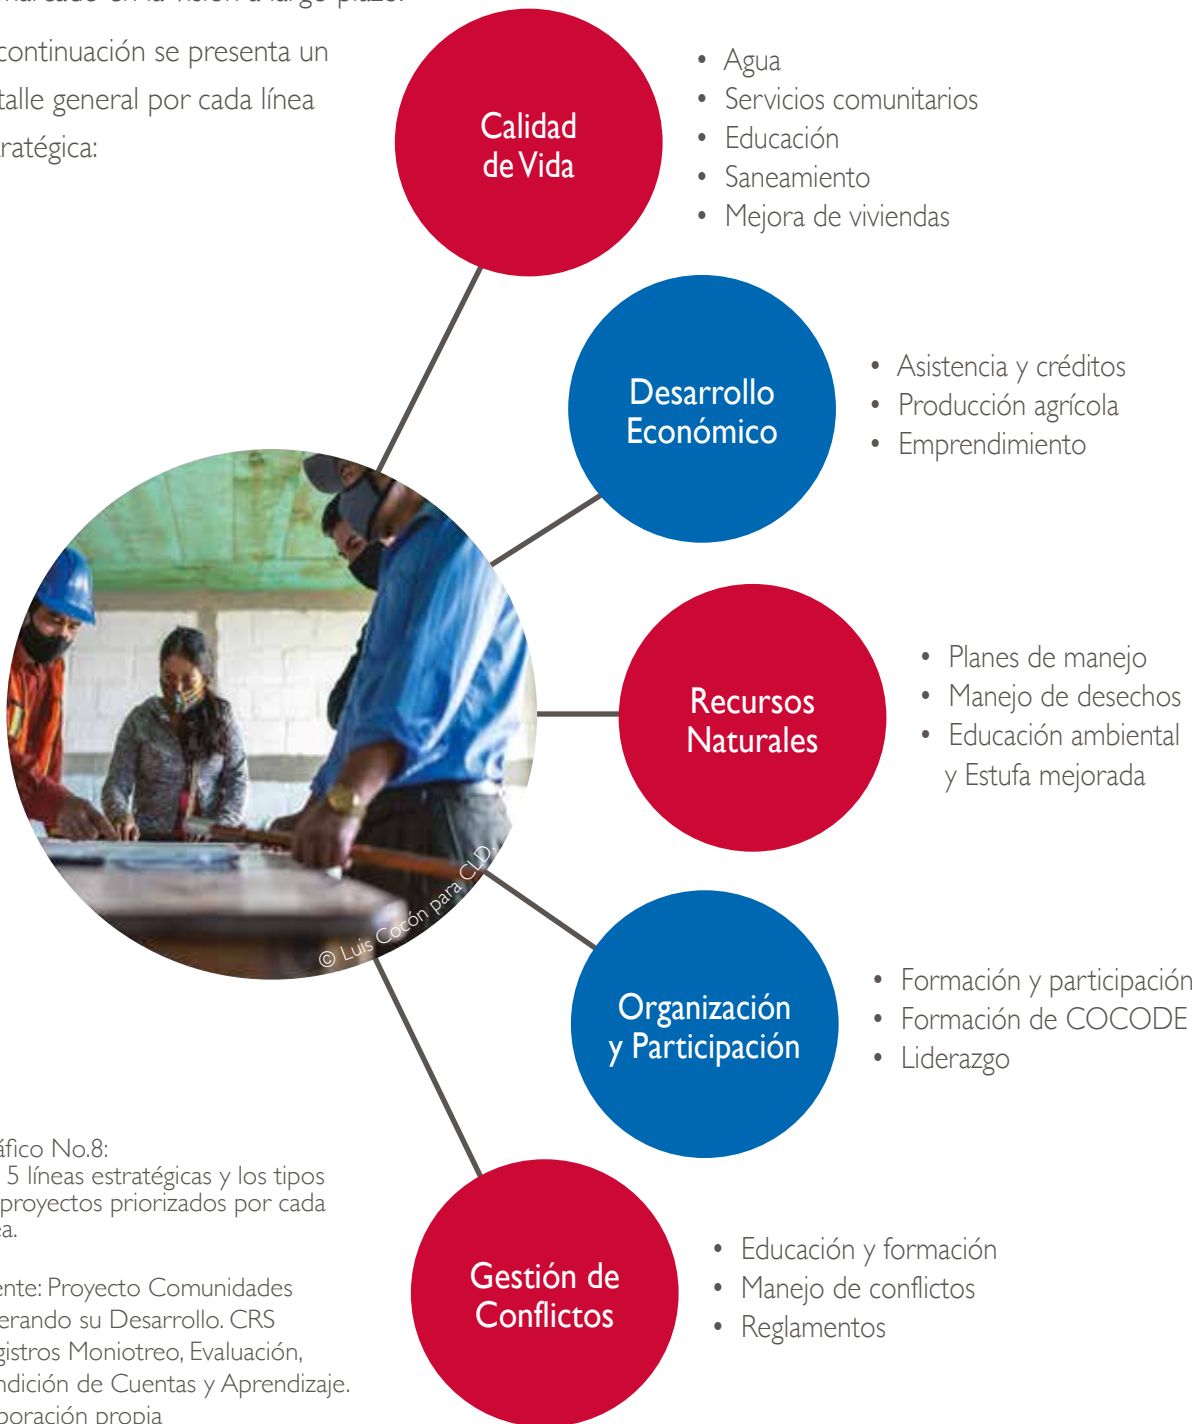 continuación se presenta un
talle general por cada línea
ratégica:
Calidad
de Vida
• Agua
• Servicios comunitarios
• Educación
• Saneamiento
• Mejora de viviendas
Desarrollo
Económico
• Asistencia y créditos
• Producción agrícola
• Emprendimiento
Recursos
Naturales
• Planes de manejo
• Manejo de desechos
• Educación ambiental
y Estufa mejorada
© Luis Cocón para CLD.
Organización
y Participación
• Formación y participación
• Formación de COCODE
• Liderazgo
Gestión de
Conflictos
• Educación y formación
• Manejo de conflictos
• Reglamentos
áfico No.8:
5 líneas estratégicas y los tipos
proyectos priorizados por cada
ea.
ente: Proyecto Comunidades
erando su Desarrollo. CRS
gistros Moniotreo, Evaluación,
ndición de Cuentas y Aprendizaje.
boración propia